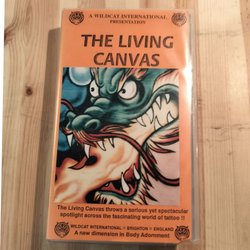 A WILDCAT INTERNATIONAL
PRESENTATION
THE LIVING
CANVAS
The Living Canvas throws a serious yet spectacular
spotlight across the fascinating world of tattoo !!
WILDCAT INTERNATIONAL BRIGHTON ENGLAND
A new dimension in Body Adornment